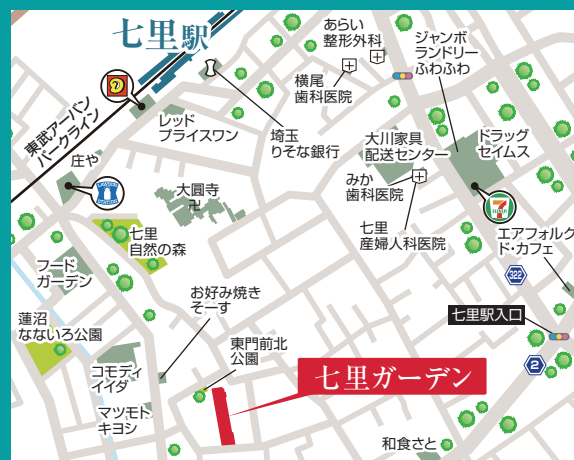 七里駅
東武アーバン
パークライン
レッド
プライスワン
埼玉
りそな銀行
あらい
整形外科
横尾
歯科医院
ジャンボ
ランドリー
ふわふわ
大川家具
配送センター
ドラッグ
セイムス
みか
歯科医院
七里
産婦人科医院
庄や
LAWSON
STATION
大圓寺
卍
七里
自然の森
フード
ガーデン
お好み焼き
そーす
エアフォルク
ド・カフェ
322
七里駅入口
2
蓮沼
なないろ公園
コモディ
イイダ
東門前北
公園
七里ガーデン
マツモト
キヨシ
和食さと